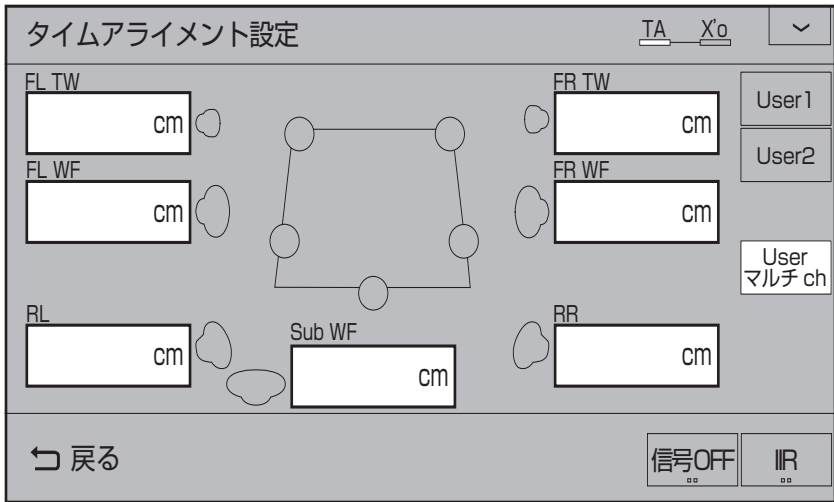 タイムアライメント設定
TA X'o
FL TW
cm
FR TW
cm
User1
User2
FL WF
cm
FR WF
cm
User
マルチ ch
RL
cm
Sub WF
cm
RR
cm
戻る
信号OFF
IIR